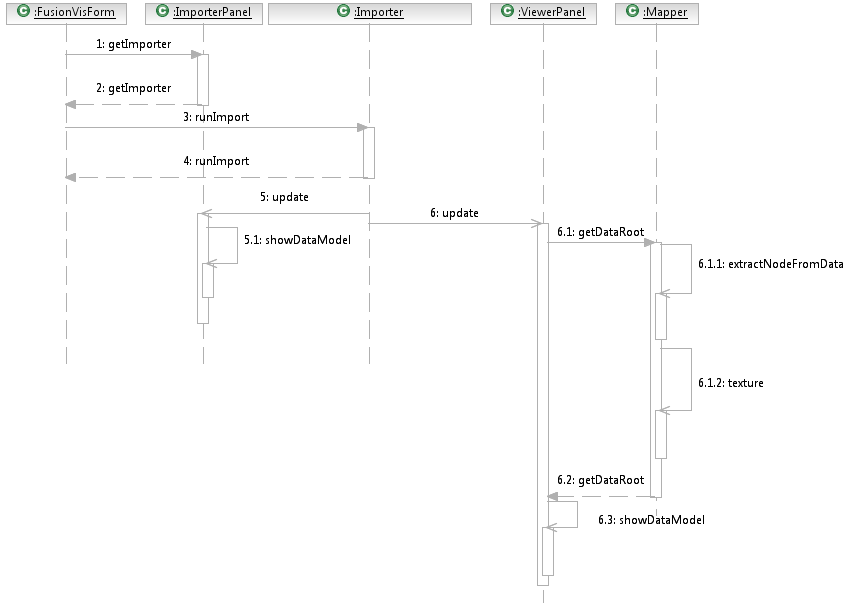 C :FusionVisForm
C :ImporterPanel
C :Importer
C :ViewerPanel
C :Mapper
1: getImporter
2: getImporter
3: runImport
4: runImport
5: update
6: update
6.1: getDataRoot
5.1: showDataModel
6.1.1: extractNodeFromData
6.1.2: texture
6.2: getDataRoot
6.3: showDataModel